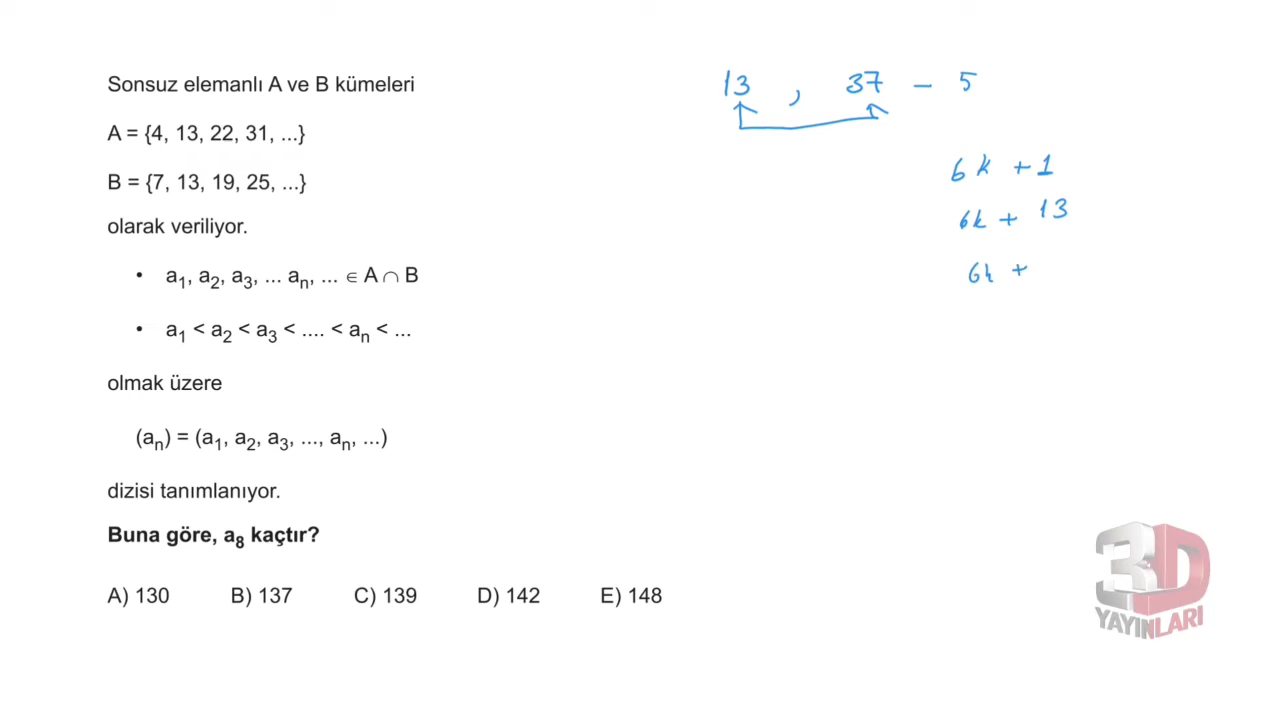 Sonsuz elemanlı A ve B kümeleri
A = {4, 13, 22, 31, ...}
B = {7, 13, 19, 25, ...}
olarak veriliyor.
• a₁, a₂, a₃, ... aₙ, ... ∈ A ∩ B
• a₁ < a₂ < a₃ < .... < aₙ < ...
olmak üzere
(aₙ) = (a₁, a₂, a₃, ..., aₙ, ...)
dizisi tanımlanıyor.
Buna göre, a₈ kaçtır?
A) 130 B) 137 C) 139 D) 142 E) 148
13 , 37 - 5
6k + 1
6k + 13
6k +
3D
YAYINLARI